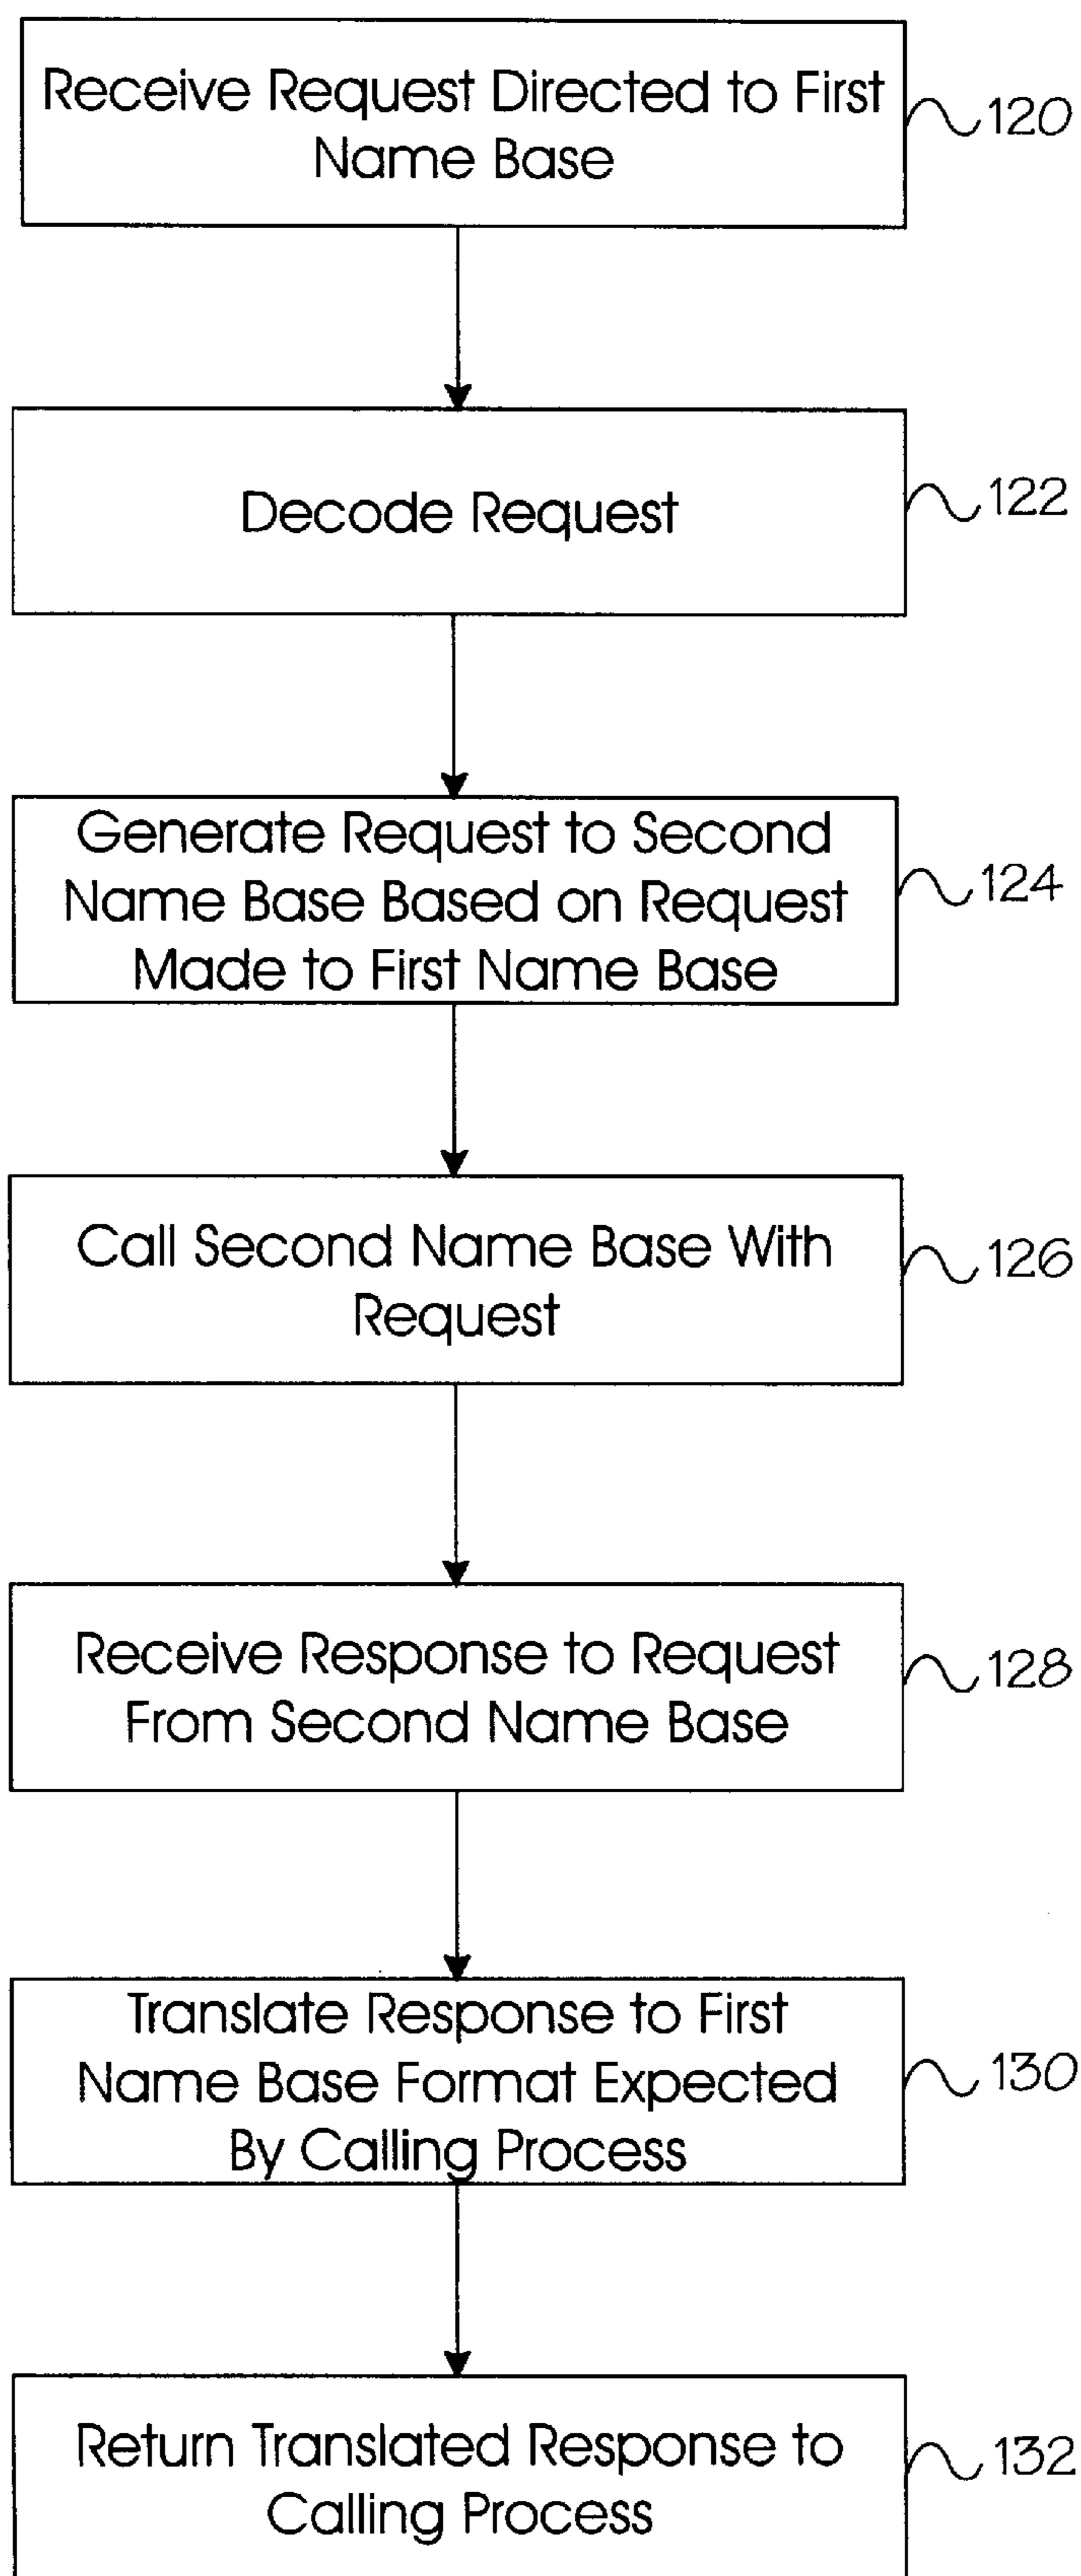 Receive Request Directed to First
Name Base
120
Decode Request
122
Generate Request to Second
Name Base Based on Request
Made to First Name Base
124
Call Second Name Base With
Request
126
Receive Response to Request
From Second Name Base
128
Translate Response to First
Name Base Format Expected
By Calling Process
130
Return Translated Response to
Calling Process
132